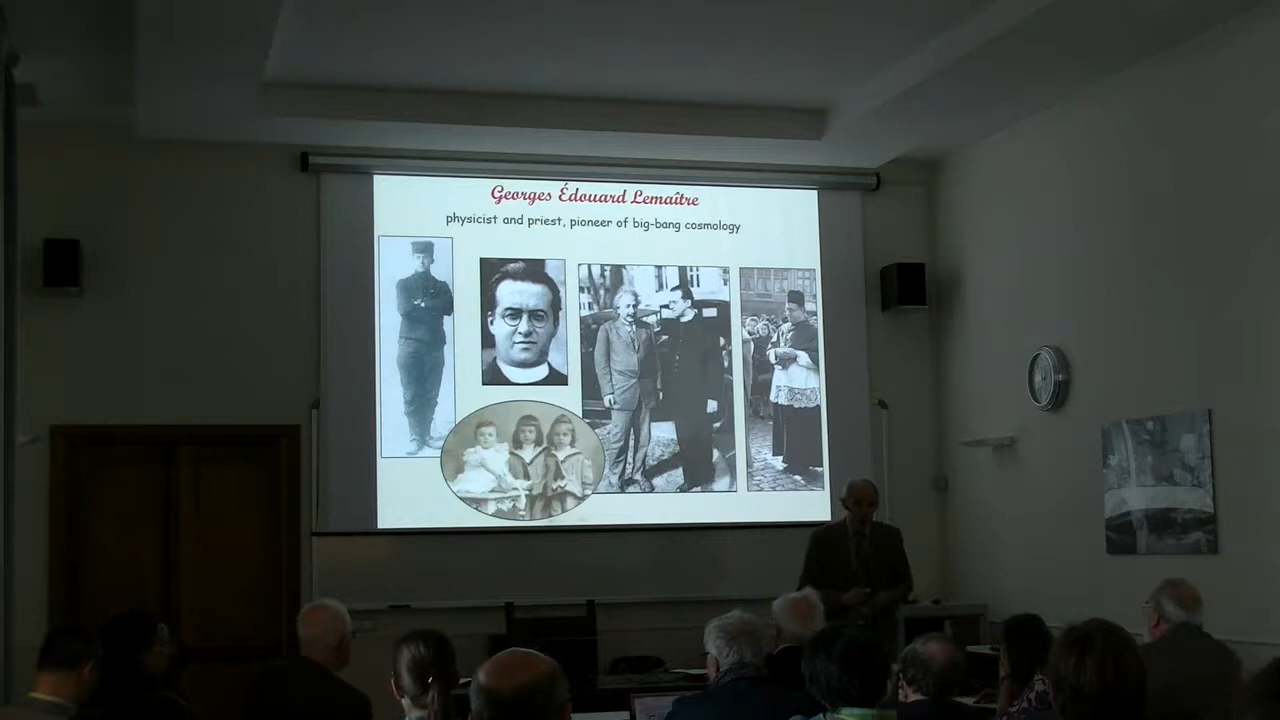 Georges Édouard Lemaître
physicist and priest, pioneer of big-bang cosmology